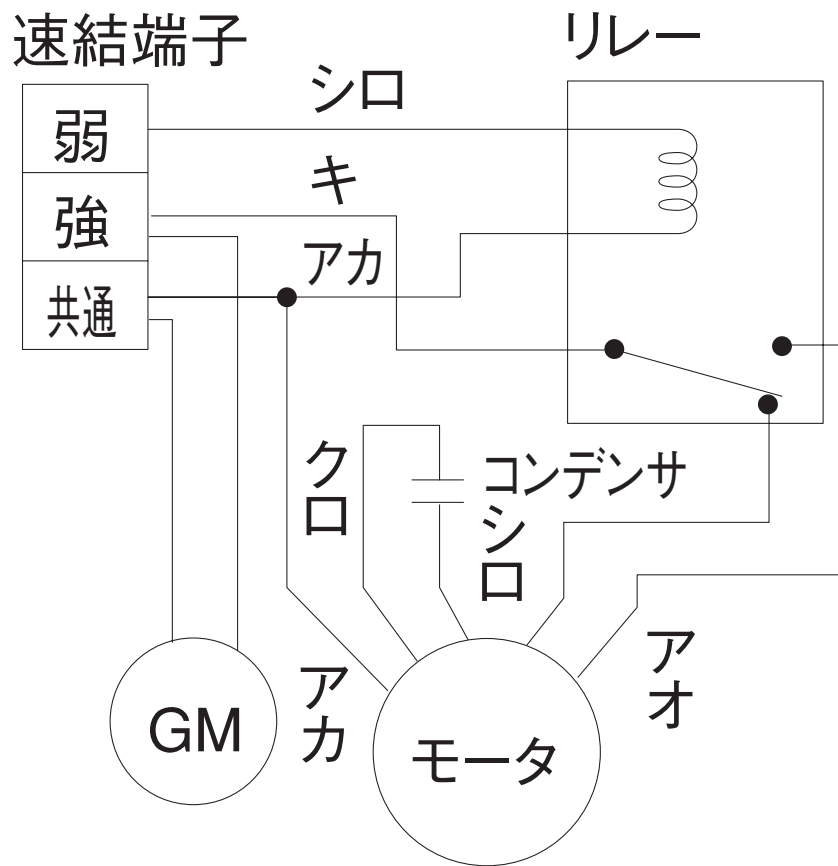 速結端子
リレー
弱
シロ
強
キ
共通
アカ
クロ
コンデンサ
シロ
アカ
アオ
GM
モータ